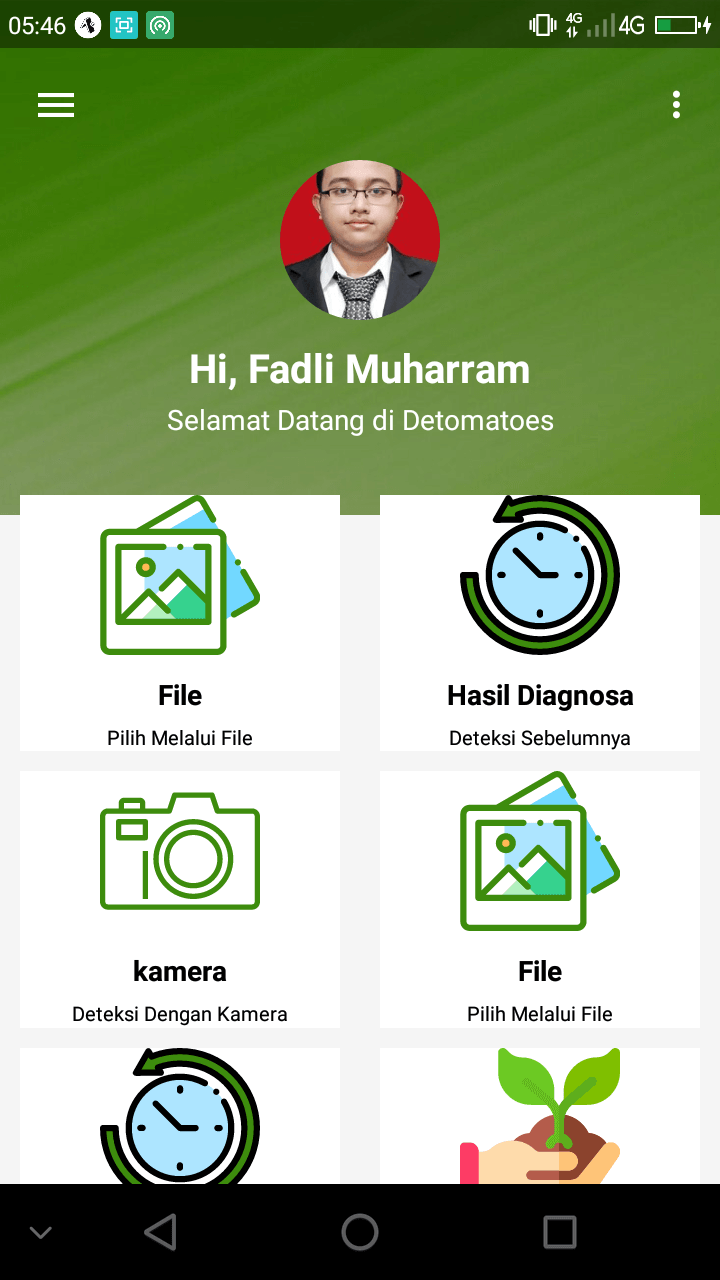 05:46
4G
4G
Hi, Fadli Muharram
Selamat Datang di Detomatoes
File
Pilih Melalui File
Hasil Diagnosa
Deteksi Sebelumnya
kamera
Deteksi Dengan Kamera
File
Pilih Melalui File